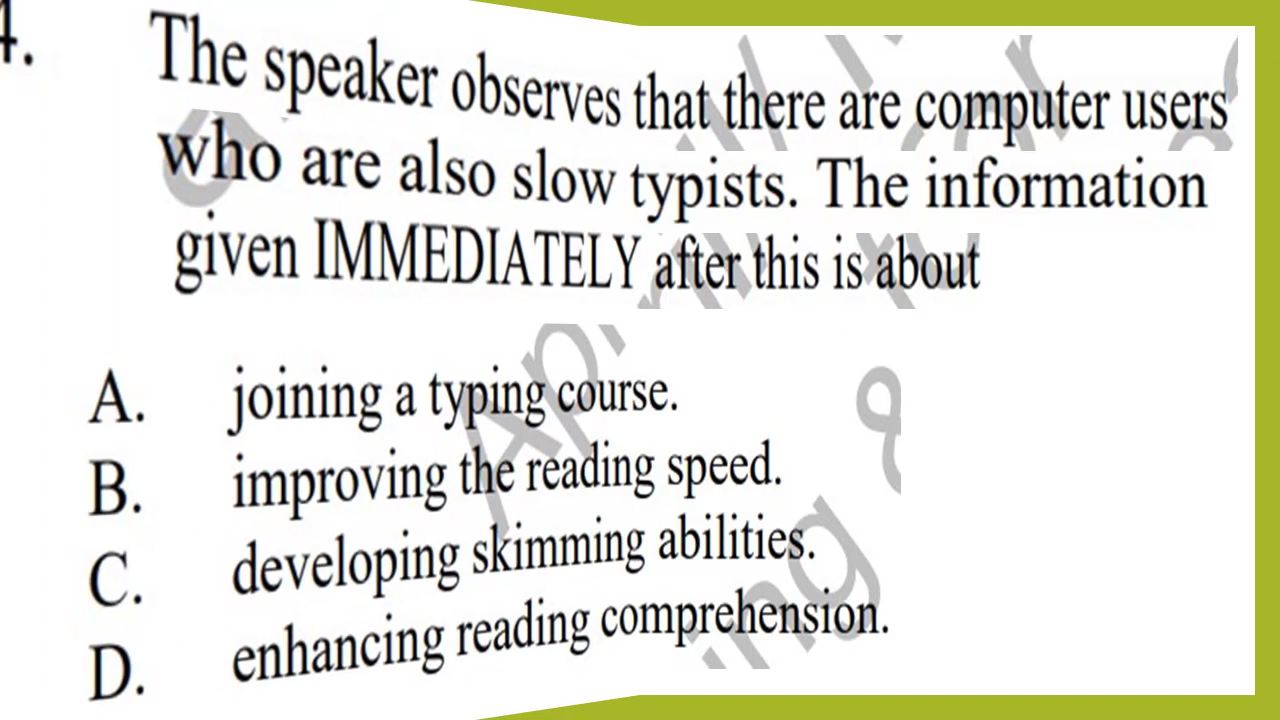 4.
The speaker observes that there are computer users
who are also slow typists. The information
given IMMEDIATELY after this is about
A. joining a typing course.
B. improving the reading speed.
C. developing skimming abilities.
D. enhancing reading comprehension.